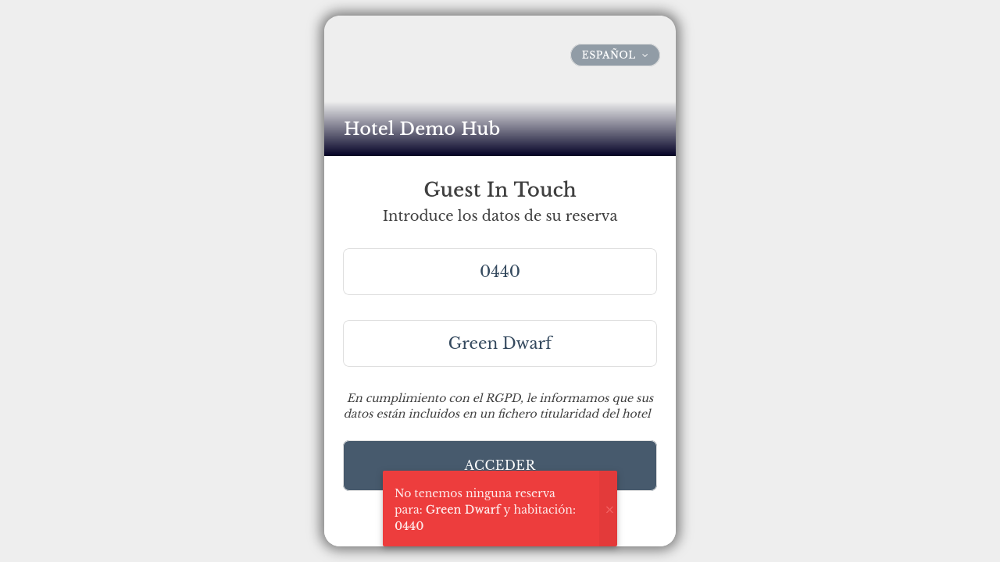 ESPAÑOL
Hotel Demo Hub
Guest In Touch
Introduce los datos de su reserva
0440
Green Dwarf
En cumplimiento con el RGPD, le informamos que sus
datos están incluidos en un fichero titularidad del hotel
ACCEDER
No tenemos ninguna reserva
para: Green Dwarf y habitación:
0440